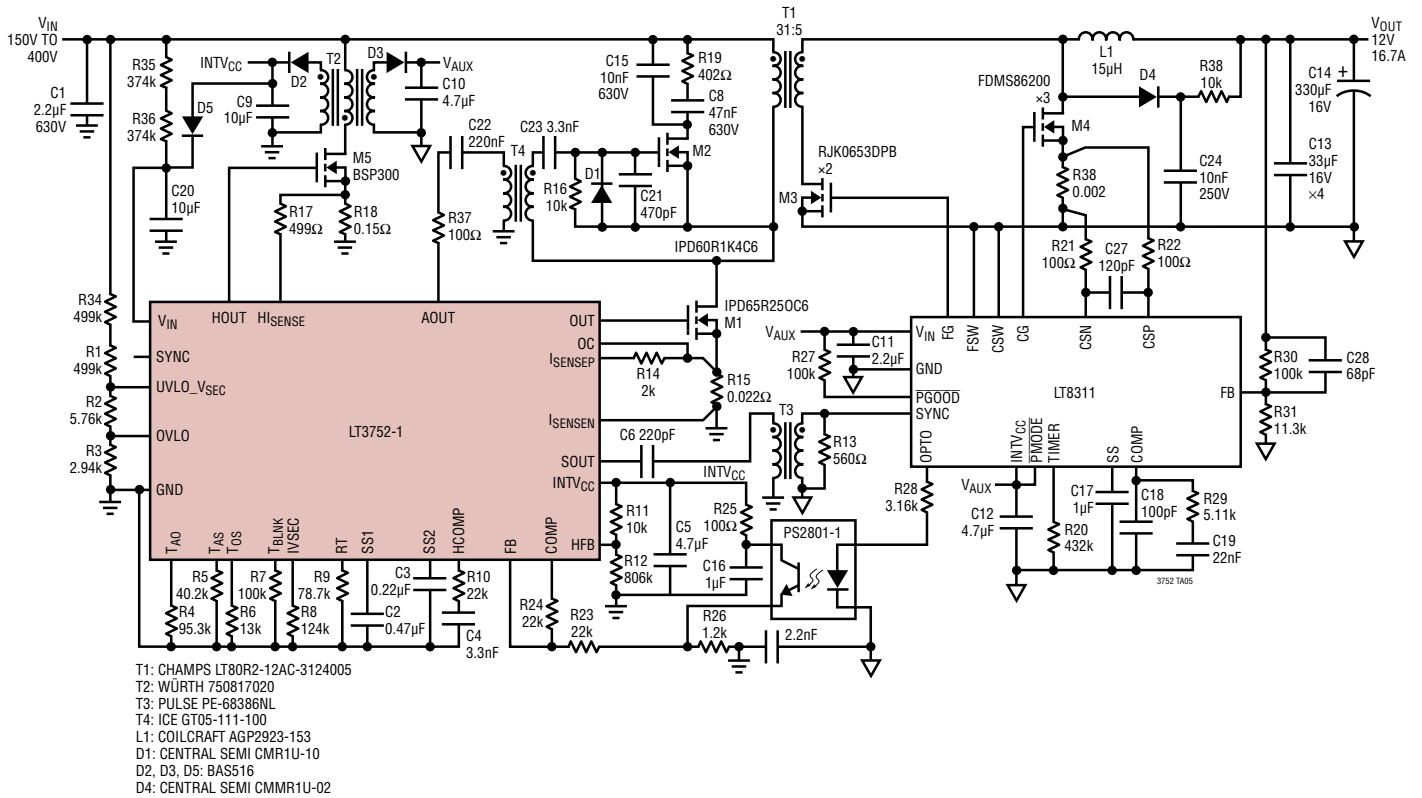 VIN
150V TO
400V
C1
2.2µF
630V
R35
374k
R36
374k
INTVCC
D5
C9
10µF
D2
T2
D3
VAUX
C10
4.7µF
C20
10µF
M5
BSP300
R17
499Ω
R18
0.15Ω
C22
220nF
R37
100Ω
T4
C23 3.3nF
R16
10k
D1
C21
470pF
C15
10nF
630V
R19
402Ω
C8
47nF
630V
M2
IPD60R1K4C6
T1
31:5
RJK0653DPB
×2
M3
FDMS86200
×3
M4
L1
15µH
D4
R38
10k
R38
0.002
C24
10nF
250V
C14
330µF
16V
+
C13
33µF
16V
×4
VOUT
12V
16.7A
R21
100Ω
C27
120pF
R22
100Ω
R34
499k
R1
499k
R2
5.76k
R3
2.94k
VIN
SYNC
UVLO_VSEC
OVLO
GND
HOUT
HISENSE
AOUT
LT3752-1
OUT
OC
ISENSEP
ISENSEN
SOUT
INTVCC
HFB
TAO
TAS
TOS
TBLNK
IVSEC
RT
SS1
SS2
HCOMP
FB
COMP
IPD65R25OC6
M1
R14
2k
R15
0.022Ω
C6 220pF
T3
R13
560Ω
INTVCC
R11
10k
R12
806k
C5
4.7µF
R25
100Ω
C16
1µF
PS2801-1
R4
95.3k
R5
40.2k
R6
13k
R7
100k
R8
124k
R9
78.7k
C2
0.47µF
C3
0.22µF
R10
22k
C4
3.3nF
R24
22k
R23
22k
R26
1.2k
2.2nF
VAUX
R27
100k
C11
2.2µF
VIN
GND
PGOOD
SYNC
OPTO
FG
FSW
CSW
CG
CSN
CSP
LT8311
FB
INTVCC
PMODE
TIMER
SS
COMP
R30
100k
C28
68pF
R31
11.3k
R28
3.16k
VAUX
C12
4.7µF
R20
432k
C17
1µF
C18
100pF
R29
5.11k
C19
22nF
3752 TA05
T1: CHAMPS LT80R2-12AC-3124005
T2: WÜRTH 750817020
T3: PULSE PE-68386NL
T4: ICE GT05-111-100
L1: COILCRAFT AGP2923-153
D1: CENTRAL SEMI CMR1U-10
D2, D3, D5: BAS516
D4: CENTRAL SEMI CMMR1U-02